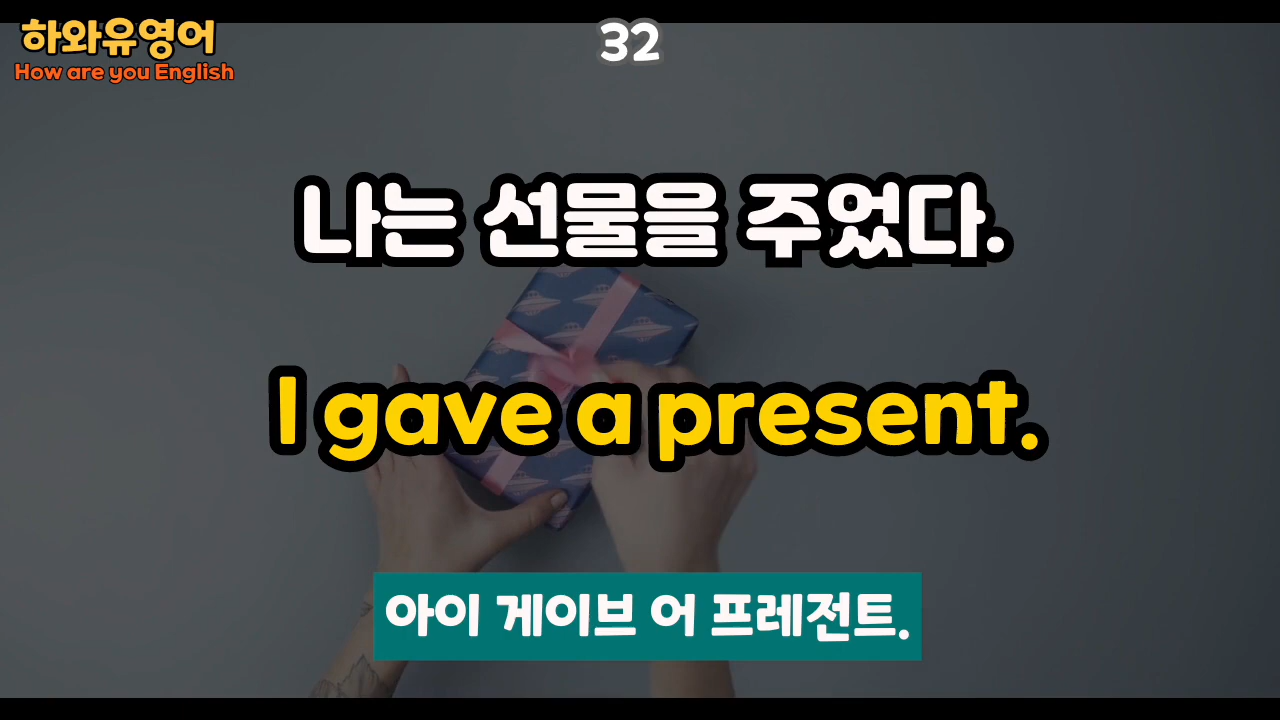 하와유영어
How are you English
32
나는 선물을 주었다.
I gave a present.
아이 게이브 어 프레전트.